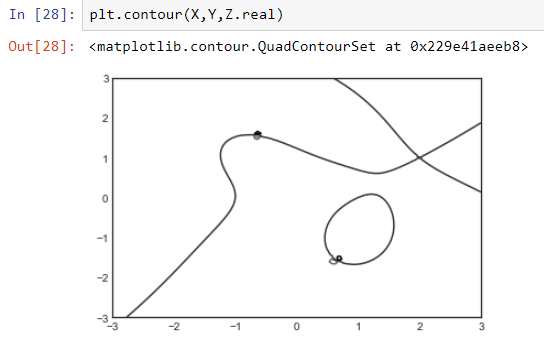 In [28]: plt.contour(X,Y,Z.real)
Out[28]: <matplotlib.contour.QuadContourSet at 0x229e41aeeb8>
3
2
1
0
−1
−2
−3
−3 −2 −1 0 1 2 3